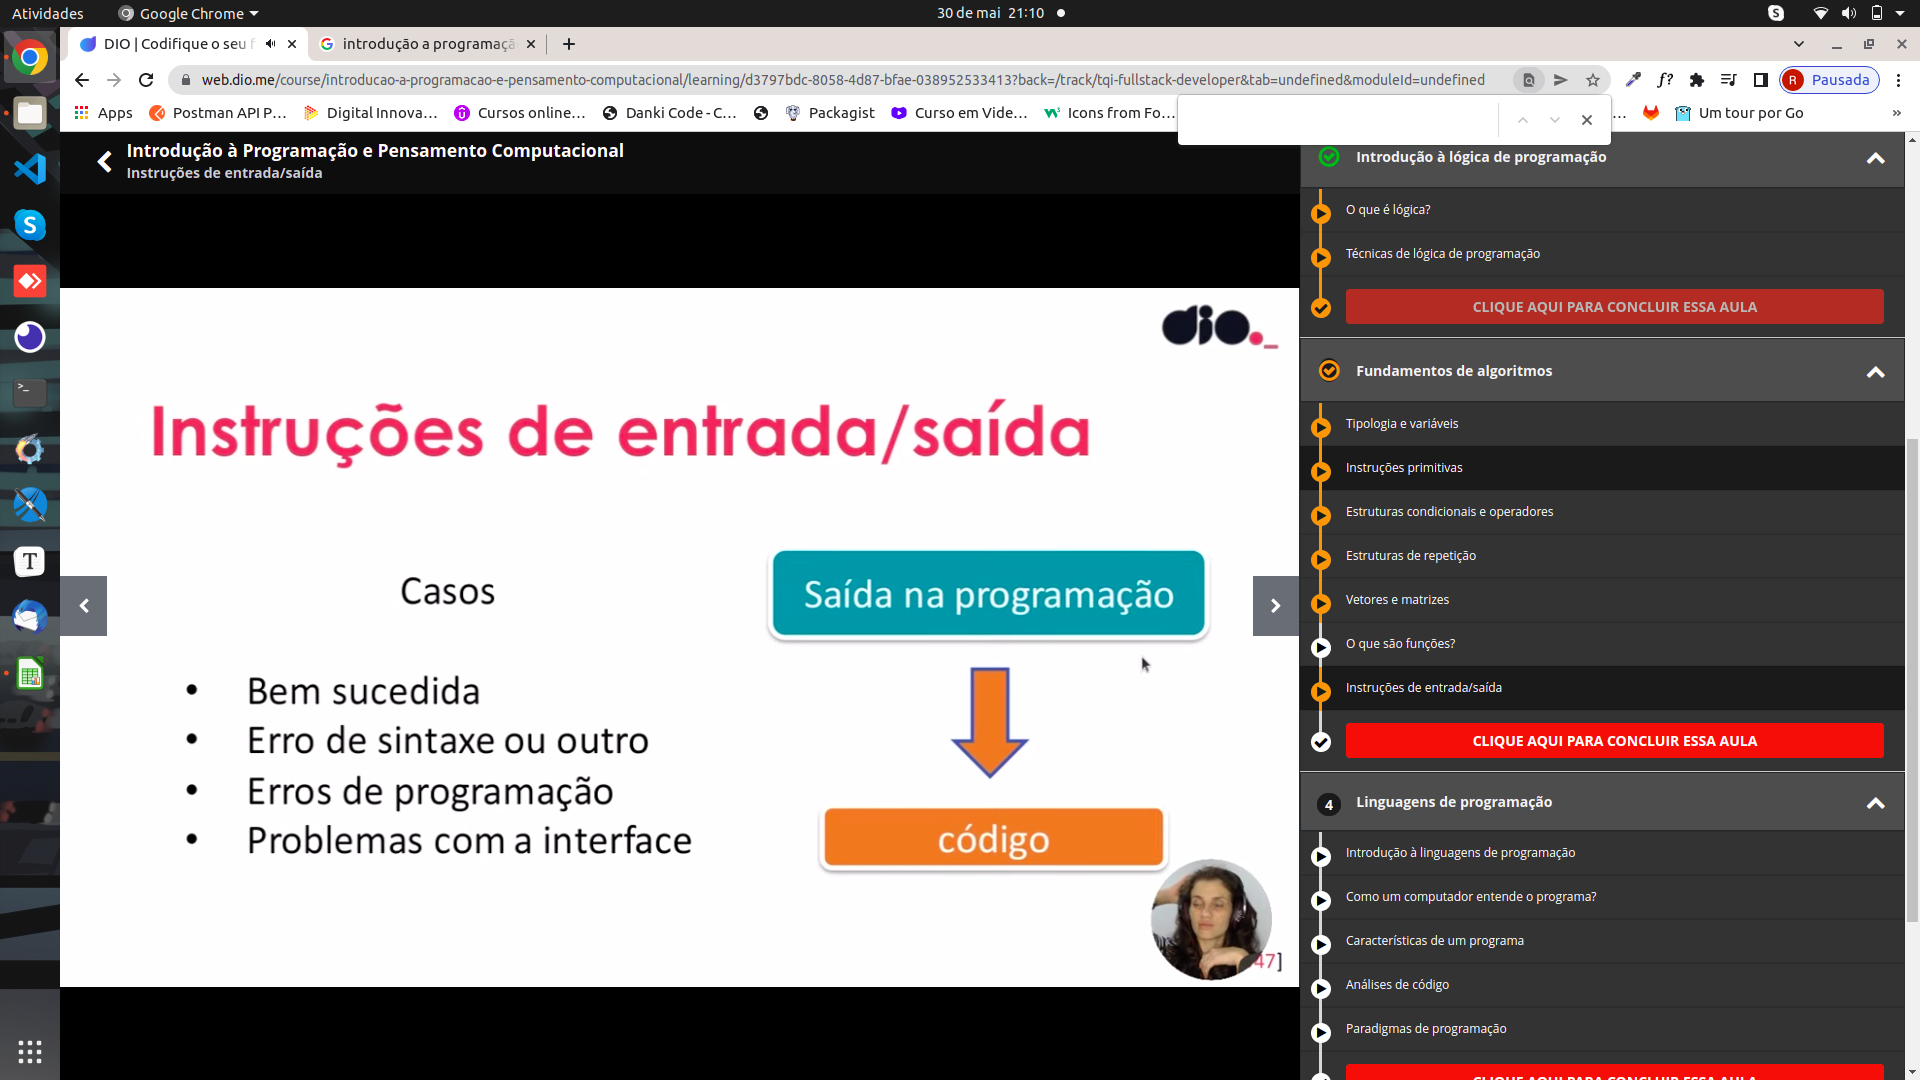 Atividades
Google Chrome
30 de mai 21:10
DIO | Codifique o seu f
introdução a programaçã
web.dio.me/course/introducao-a-programacao-e-pensamento-computacional/learning/d3797bdc-8058-4d87-bfae-038952533413?back=/track/tqi-fullstack-developer&tab=undefined&moduleId=undefined
f?
R Pausada
Apps
Postman API P…
Digital Innova…
Cursos online…
Danki Code - C…
Packagist
Curso em Vide…
Icons from Fo…
…
Um tour por Go
»
Introdução à Programação e Pensamento Computacional
Instruções de entrada/saída
dio._
Instruções de entrada/saída
Casos
• Bem sucedida
• Erro de sintaxe ou outro
• Erros de programação
• Problemas com a interface
Saída na programação
código
47]
Introdução à lógica de programação
O que é lógica?
Técnicas de lógica de programação
CLIQUE AQUI PARA CONCLUIR ESSA AULA
Fundamentos de algoritmos
Tipologia e variáveis
Instruções primitivas
Estruturas condicionais e operadores
Estruturas de repetição
Vetores e matrizes
O que são funções?
Instruções de entrada/saída
CLIQUE AQUI PARA CONCLUIR ESSA AULA
4 Linguagens de programação
Introdução à linguagens de programação
Como um computador entende o programa?
Características de um programa
Análises de código
Paradigmas de programação
CLIQUE AQUI PARA CONCLUIR ESSA AULA